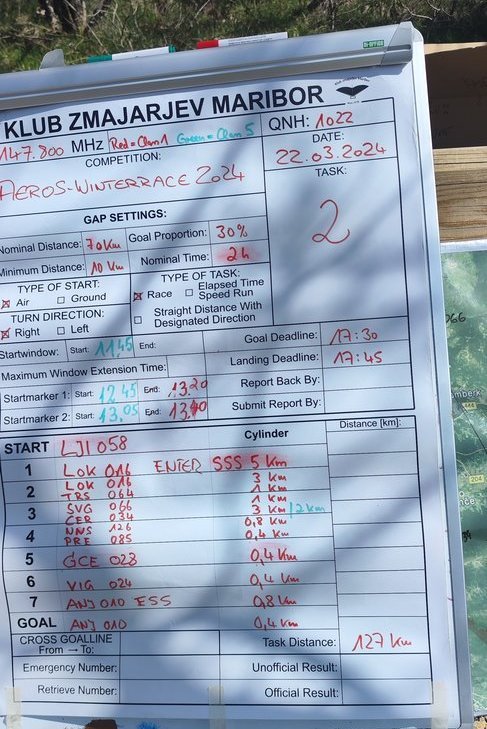 KLUB ZMAJARJEV MARIBOR
147.800 MHz Red=Class 1 Green=Class 5
QNH: 1022
COMPETITION:
AEROS-WINTERRACE 2024
DATE:
22.03.2024
TASK:
2
GAP SETTINGS:
Nominal Distance: 70 km Goal Proportion: 30%
Minimum Distance: 10 km Nominal Time: 2h
TYPE OF START:
☒ Air ☐ Ground
TYPE OF TASK:
☒ Race ☐ Elapsed Time Speed Run
☐ Straight Distance With Designated Direction
TURN DIRECTION:
☒ Right ☐ Left
Startwindow: Start: 11,45 End:
Goal Deadline: 17:30
Maximum Window Extension Time:
Landing Deadline: 17:45
Startmarker 1: Start: 12,45 End: 13,20
Report Back By:
Startmarker 2: Start: 13,05 End: 13,40
Submit Report By:
Cylinder Distance [km]:
START LJ1058
1 LOK 016 ENTER SSS 5 Km
LOK 016 3 Km
2 TRS 064 1 Km
SVG 066 1 Km
3 CER 034 3 Km /2 Km
NNS 126 0,8 Km
4 PRE 085 0,4 Km
5 GCE 028 0,4 Km
6 VIG 024 0,4 Km
7 ANJ 010 ESS 0,8 Km
GOAL ANJ 010 0,4 Km
CROSS GOALLINE
From → To:
Task Distance: 127 km
Emergency Number: Unofficial Result:
Retrieve Number: Official Result: